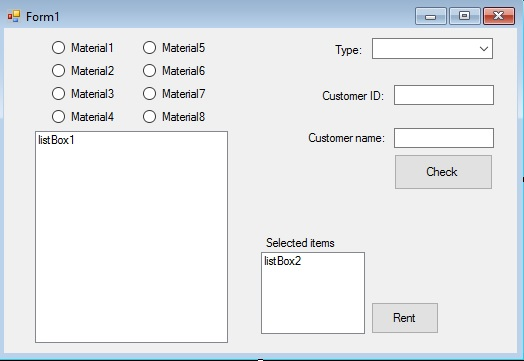 Form1
Material1 Material5 Type:
Material2 Material6
Material3 Material7 Customer ID:
Material4 Material8
listBox1 Customer name:
Check
Selected items
listBox2
Rent